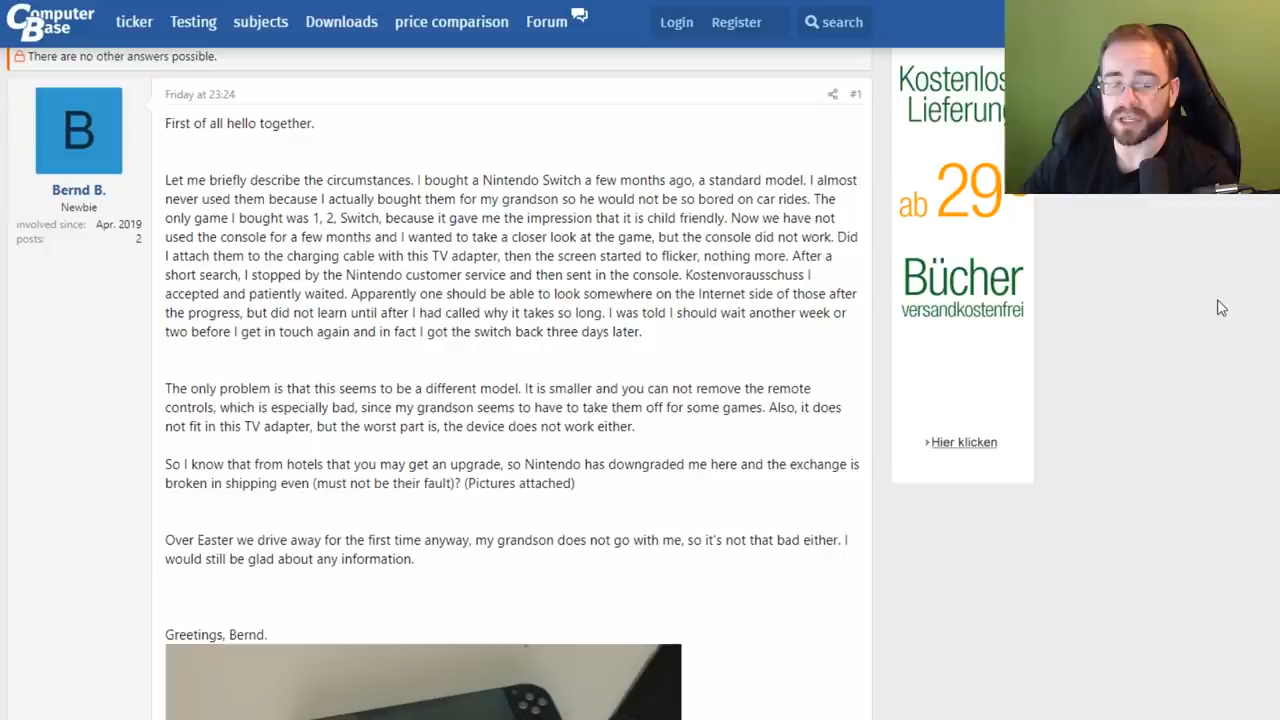 Computer Base
ticker Testing subjects Downloads price comparison Forum Login Register search
There are no other answers possible.
B
Bernd B.
Newbie
involved since: Apr. 2019
posts: 2
Friday at 23:24 #1
First of all hello together.
Let me briefly describe the circumstances. I bought a Nintendo Switch a few months ago, a standard model. I almost
never used them because I actually bought them for my grandson so he would not be so bored on car rides. The
only game I bought was 1, 2, Switch, because it gave me the impression that it is child friendly. Now we have not
used the console for a few months and I wanted to take a closer look at the game, but the console did not work. Did
I attach them to the charging cable with this TV adapter, then the screen started to flicker, nothing more. After a
short search, I stopped by the Nintendo customer service and then sent in the console. Kostenvorausschuss I
accepted and patiently waited. Apparently one should be able to look somewhere on the Internet side of those after
the progress, but did not learn until after I had called why it takes so long. I was told I should wait another week or
two before I get in touch again and in fact I got the switch back three days later.
The only problem is that this seems to be a different model. It is smaller and you can not remove the remote
controls, which is especially bad, since my grandson seems to have to take them off for some games. Also, it does
not fit in this TV adapter, but the worst part is, the device does not work either.
So I know that from hotels that you may get an upgrade, so Nintendo has downgraded me here and the exchange is
broken in shipping even (must not be their fault)? (Pictures attached)
Over Easter we drive away for the first time anyway, my grandson does not go with me, so it's not that bad either. I
would still be glad about any information.
Greetings, Bernd.
Kostenlos
Lieferung
ab 29
Bücher
versandkostenfrei
› Hier klicken